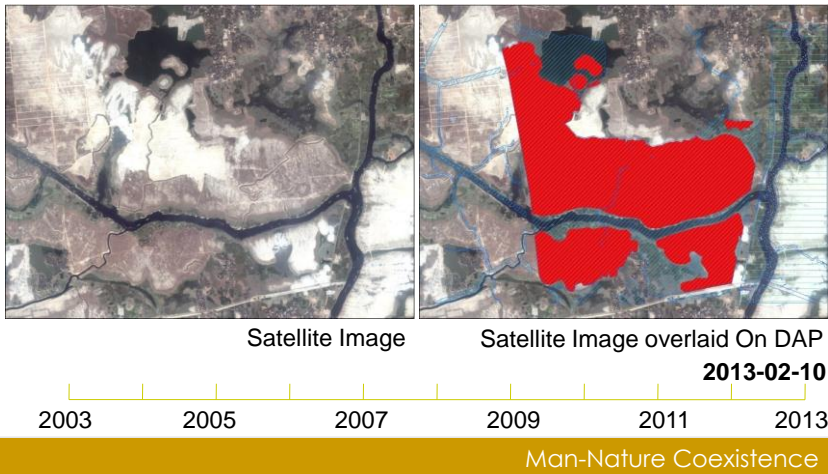 Satellite Image
Satellite Image overlaid On DAP
2013-02-10
2003 2005 2007 2009 2011 2013
Man-Nature Coexistence